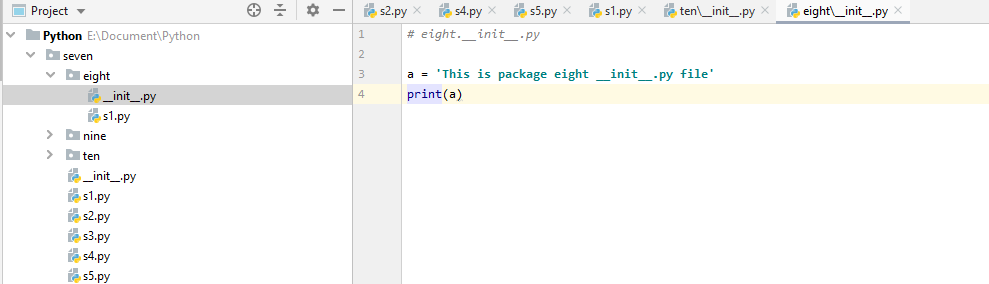 Project
s2.py
s4.py
s5.py
s1.py
ten\__init__.py
eight\__init__.py
Python E:\Document\Python
seven
eight
__init__.py
s1.py
nine
ten
__init__.py
s1.py
s2.py
s3.py
s4.py
s5.py
1 # eight.__init__.py
2
3 a = 'This is package eight __init__.py file'
4 print(a)